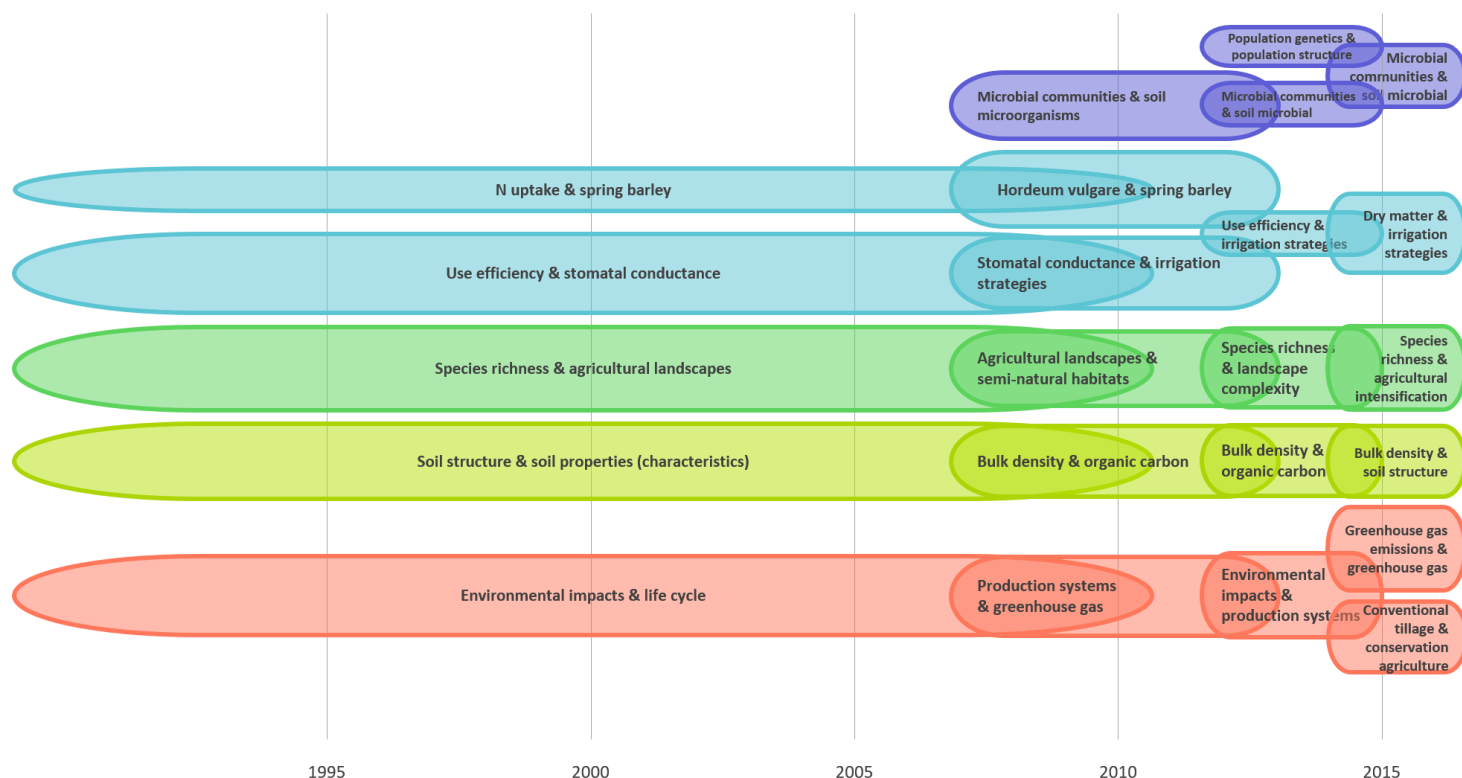 Population genetics &
population structure
Microbial
communities &
soil microbial
Microbial communities & soil
microorganisms
Microbial communities
& soil microbial
N uptake & spring barley
Hordeum vulgare & spring barley
Use efficiency &
irrigation strategies
Dry matter &
irrigation
strategies
Use efficiency & stomatal conductance
Stomatal conductance & irrigation
strategies
Species richness & agricultural landscapes
Agricultural landscapes &
semi-natural habitats
Species richness
& landscape
complexity
Species
richness &
agricultural
intensification
Soil structure & soil properties (characteristics)
Bulk density & organic carbon
Bulk density &
organic carbon
Bulk density &
soil structure
Environmental impacts & life cycle
Production systems
& greenhouse gas
Environmental
impacts &
production systems
Greenhouse gas
emissions &
greenhouse gas
Conventional
tillage &
conservation
agriculture
1995
2000
2005
2010
2015